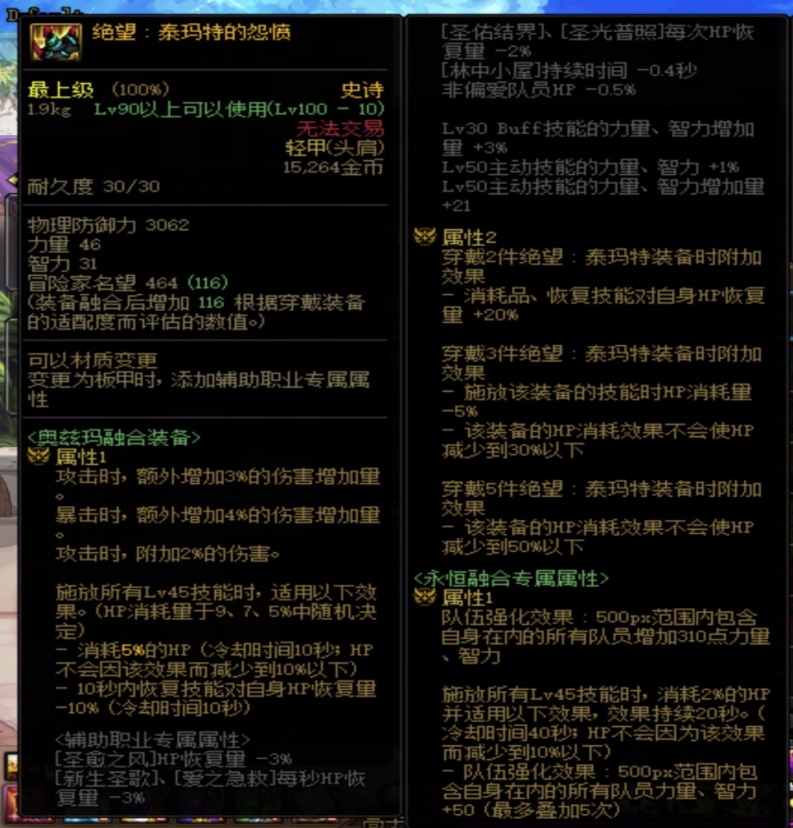 绝望：泰玛特的怨愤
最上级 (100%) 史诗
1.9kg Lv90以上可以使用(Lv100 - 10)
无法交易
轻甲(头肩)
15,264金币
耐久度 30/30
物理防御力 3062
力量 46
智力 31
冒险家名望 464 (116)
(装备融合后增加 116 根据穿戴装备
的适配度而评估的数值。)
可以材质变更
变更为板甲时，添加辅助职业专属属
性
<奥兹玛融合装备>
属性1
攻击时，额外增加3%的伤害增加量
。
暴击时，额外增加4%的伤害增加量
。
攻击时，附加2%的伤害。
施放所有Lv45技能时，适用以下效
果。(HP消耗量于9、7、5%中随机决
定)
- 消耗5%的HP (冷却时间10秒；HP
不会因该效果而减少到10%以下)
- 10秒内恢复技能对自身HP恢复量
-10% (冷却时间10秒)
<辅助职业专属属性>
[圣愈之风]HP恢复量 -3%
[新生圣歌]、[爱之急救]每秒HP恢
复量 -3%
[圣佑结界]、[圣光普照]每次HP恢
复量 -2%
[林中小屋]持续时间 -0.4秒
非偏爱队员HP -0.5%
Lv30 Buff技能的力量、智力增加
量 +3%
Lv50主动技能的力量、智力 +1%
Lv50主动技能的力量、智力增加量
+21
属性2
穿戴2件绝望：泰玛特装备时附加
效果
- 消耗品、恢复技能对自身HP恢复
量 +20%
穿戴3件绝望：泰玛特装备时附加
效果
- 施放该装备的技能时HP消耗量
-5%
- 该装备的HP消耗效果不会使HP
减少到30%以下
穿戴5件绝望：泰玛特装备时附加
效果
- 该装备的HP消耗效果不会使HP
减少到50%以下
<永恒融合专属属性>
属性1
队伍强化效果：500px范围内包含
自身在内的所有队员增加310点力量
、智力
施放所有Lv45技能时，消耗2%的HP
并适用以下效果，效果持续20秒。(
冷却时间40秒；HP不会因为该效果
而减少到10%以下)
- 队伍强化效果：500px范围内包
含自身在内的所有队员力量、智力
+50 (最多叠加5次)